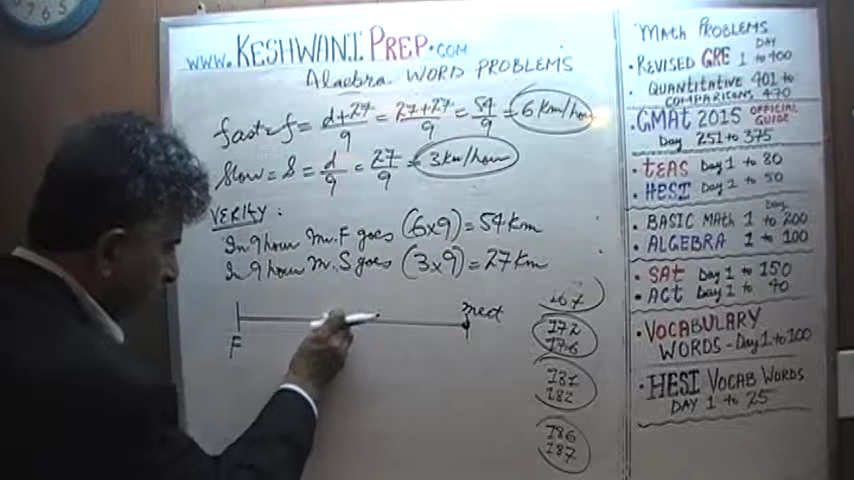 WWW.KESHWANI PREP.COM
Algebra WORD PROBLEMS
fast = f = d+27/9 = 27+27/9 = 54/9 = 6 Km/hour
Slow = S = d/9 = 27/9 = 3 Km/hour
VERIFY:
In 9 hour Mr. F goes (6x9) = 54 Km
In 9 hour Mr. S goes (3x9) = 27 Km
meet
F
167
172
176
181
182
186
187
Math PROBLEMS
• REVISED GRE DAY 1 to 400
• QUANTITATIVE 401 to
COMPARISONS 470
• GMAt 2015 OFFICIAL GUIDE
Day 251 to 375
• tEAS Day 1 to 80
• HESI Day 1 to 50
• BASIC MATH Day 1 to 200
• ALGEBRA 1 to 100
• SAt Day 1 to 150
• ACt Day 1 to 40
• VOCABULARY
WORDS - Day 1 to 100
• HESI VOCAB WORDS
DAY 1 to 25